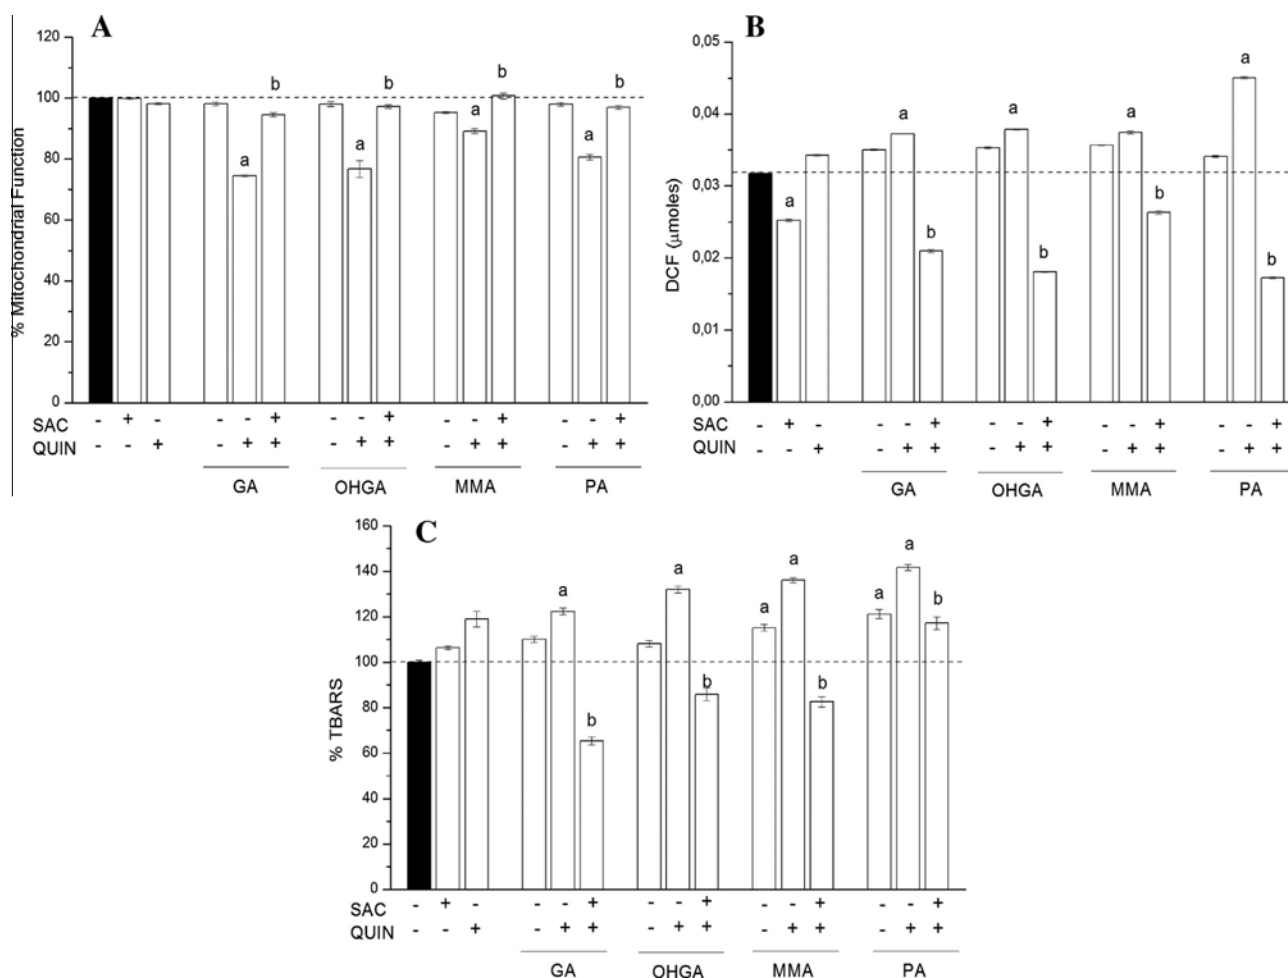 A
120
100
80
60
40
20
0
% Mitochondrial Function
b
b
b
b
a
a
a
a
SAC - + - - - + - - + - - + - - +
QUIN - - + - + + - + + - + + - + +
GA OHGA MMA PA
B
0,05
0,04
0,03
0,02
0,01
0,00
DCF (μmoles)
a
a
a
a
a
b
b
b
b
SAC - + - - - + - - + - - + - - +
QUIN - - + - + + - + + - + + - + +
GA OHGA MMA PA
C
160
140
120
100
80
60
40
20
0
% TBARS
a
a
a
a
a
a
b
b
b
b
SAC - + - - - + - - + - - + - - +
QUIN - - + - + + - + + - + + - + +
GA OHGA MMA PA